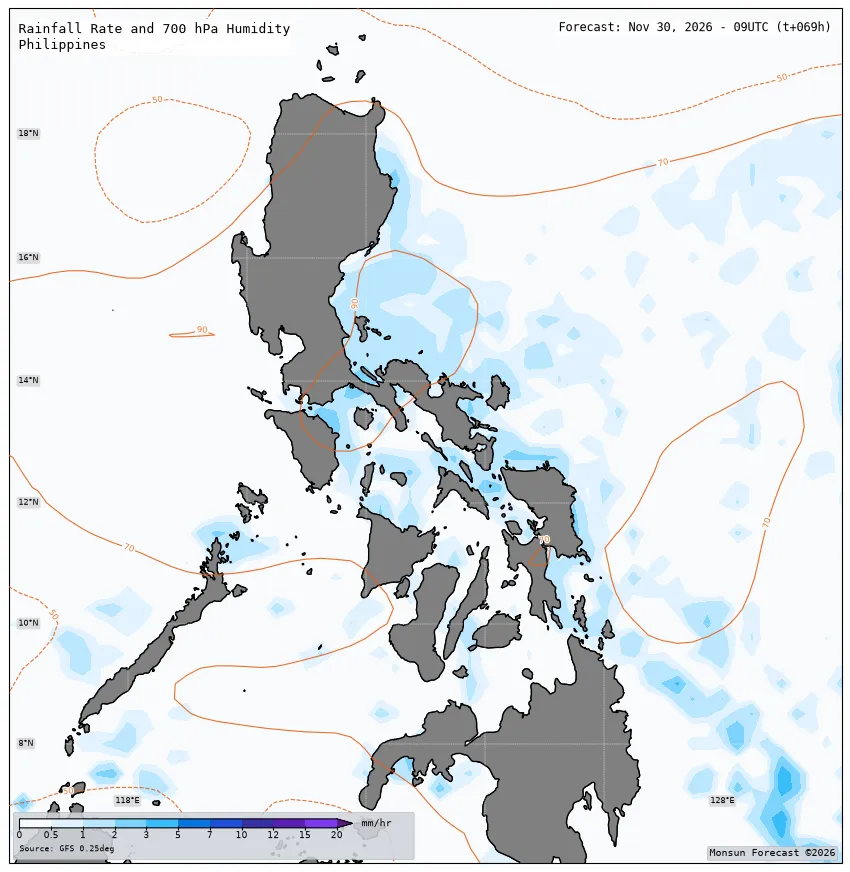 Rainfall Rate and 700 hPa Humidity
Philippines
Forecast: Nov 30, 2026 - 09UTC (t+069h)
50
50
18°N
70
16°N
90
90
14°N
12°N
70
70
70
50
10°N
8°N
50
118°E
128°E
mm/hr
0 0.5 1 2 3 5 7 10 12 15 20
Source: GFS 0.25deg
Monsun Forecast ©2026